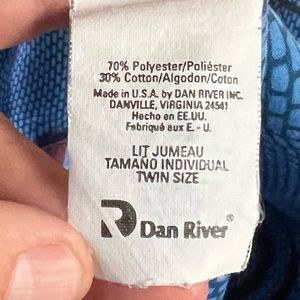 70% Polyester/Poliéster
30% Cotton/Algodon/Coton
Made in U.S.A. by DAN RIVER INC.
DANVILLE, VIRGINIA 24541
Hecho en EE.UU.
Fabriqué aux E. - U.
LIT JUMEAU
TAMAÑO INDIVIDUAL
TWIN SIZE
Dan River®